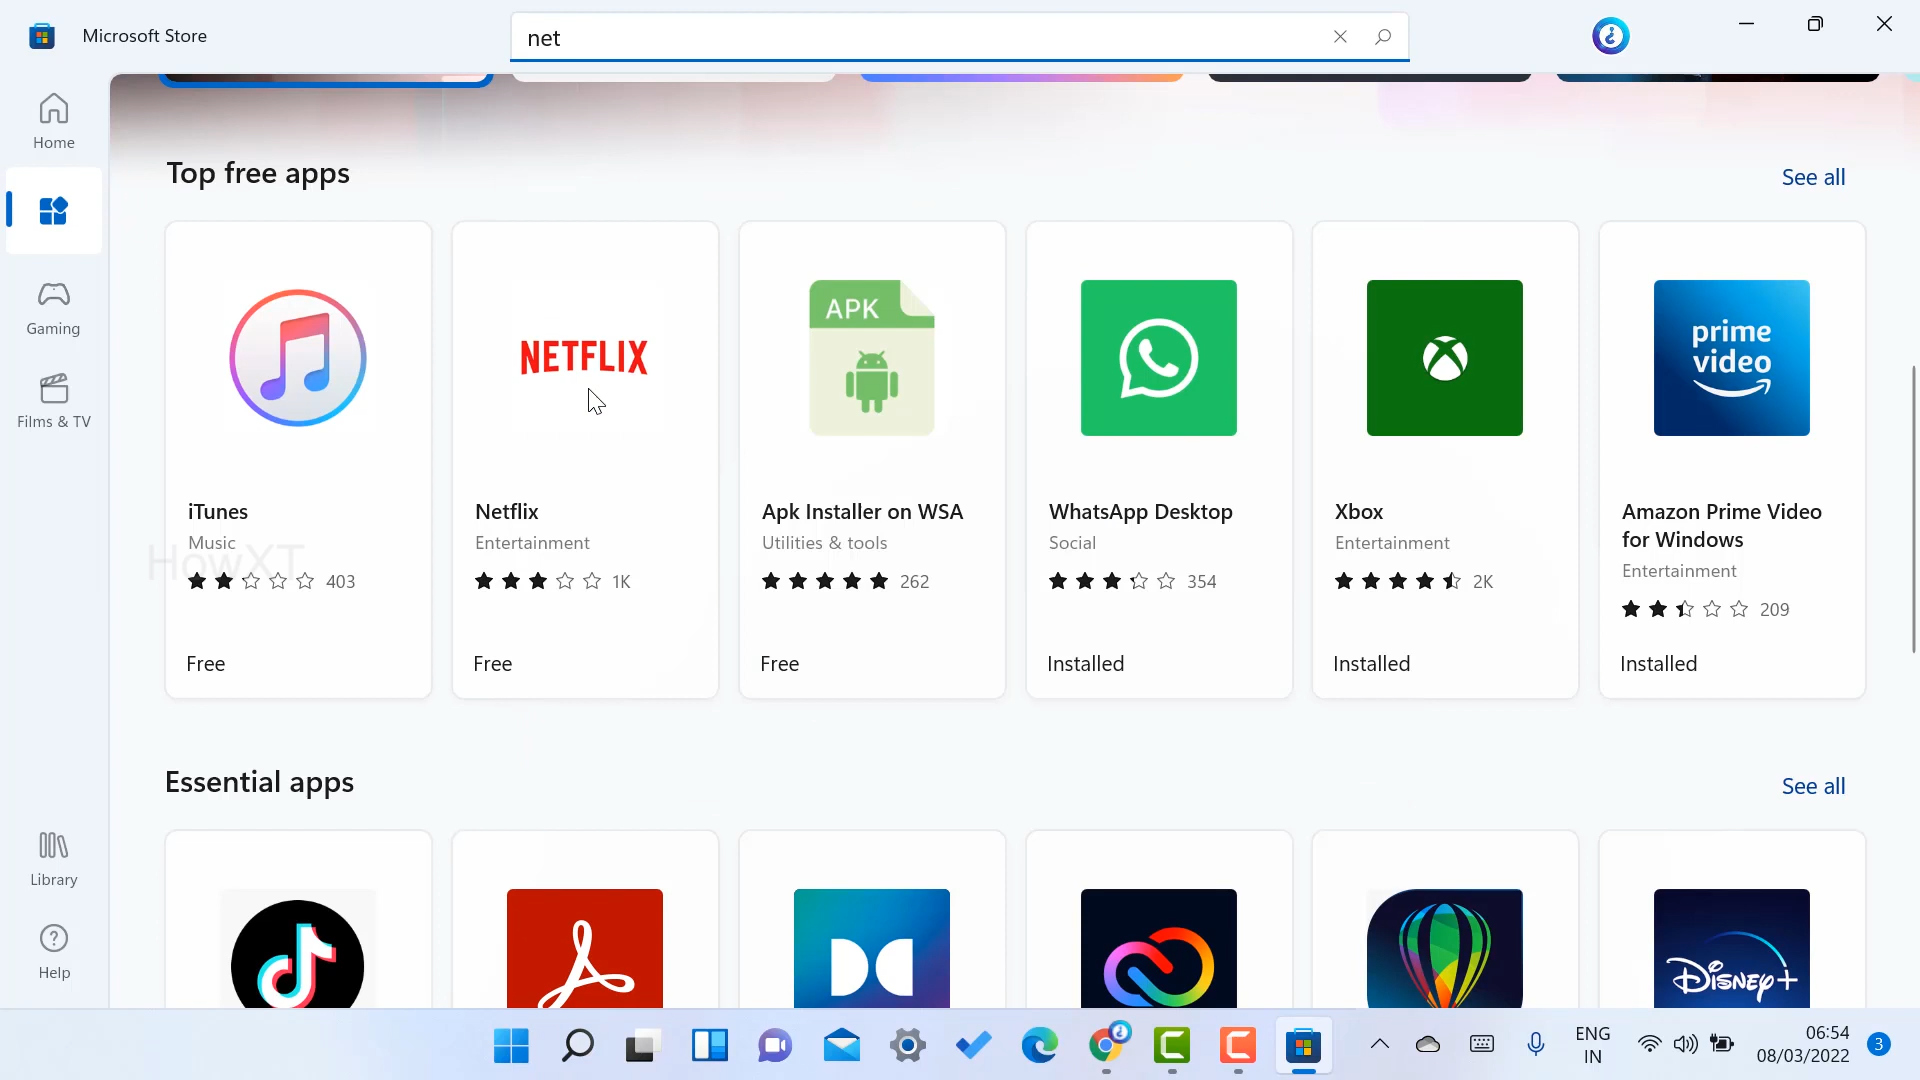 Microsoft Store
net
Home
Gaming
Films & TV
Library
Help
Top free apps
See all
NETFLIX
APK
prime
video
iTunes
Music
403
Free
Netflix
Entertainment
1K
Free
Apk Installer on WSA
Utilities & tools
262
Free
WhatsApp Desktop
Social
354
Installed
Xbox
Entertainment
2K
Installed
Amazon Prime Video
for Windows
Entertainment
209
Installed
HowXT
Essential apps
See all
Disney+
ENG
IN
06:54
08/03/2022
3